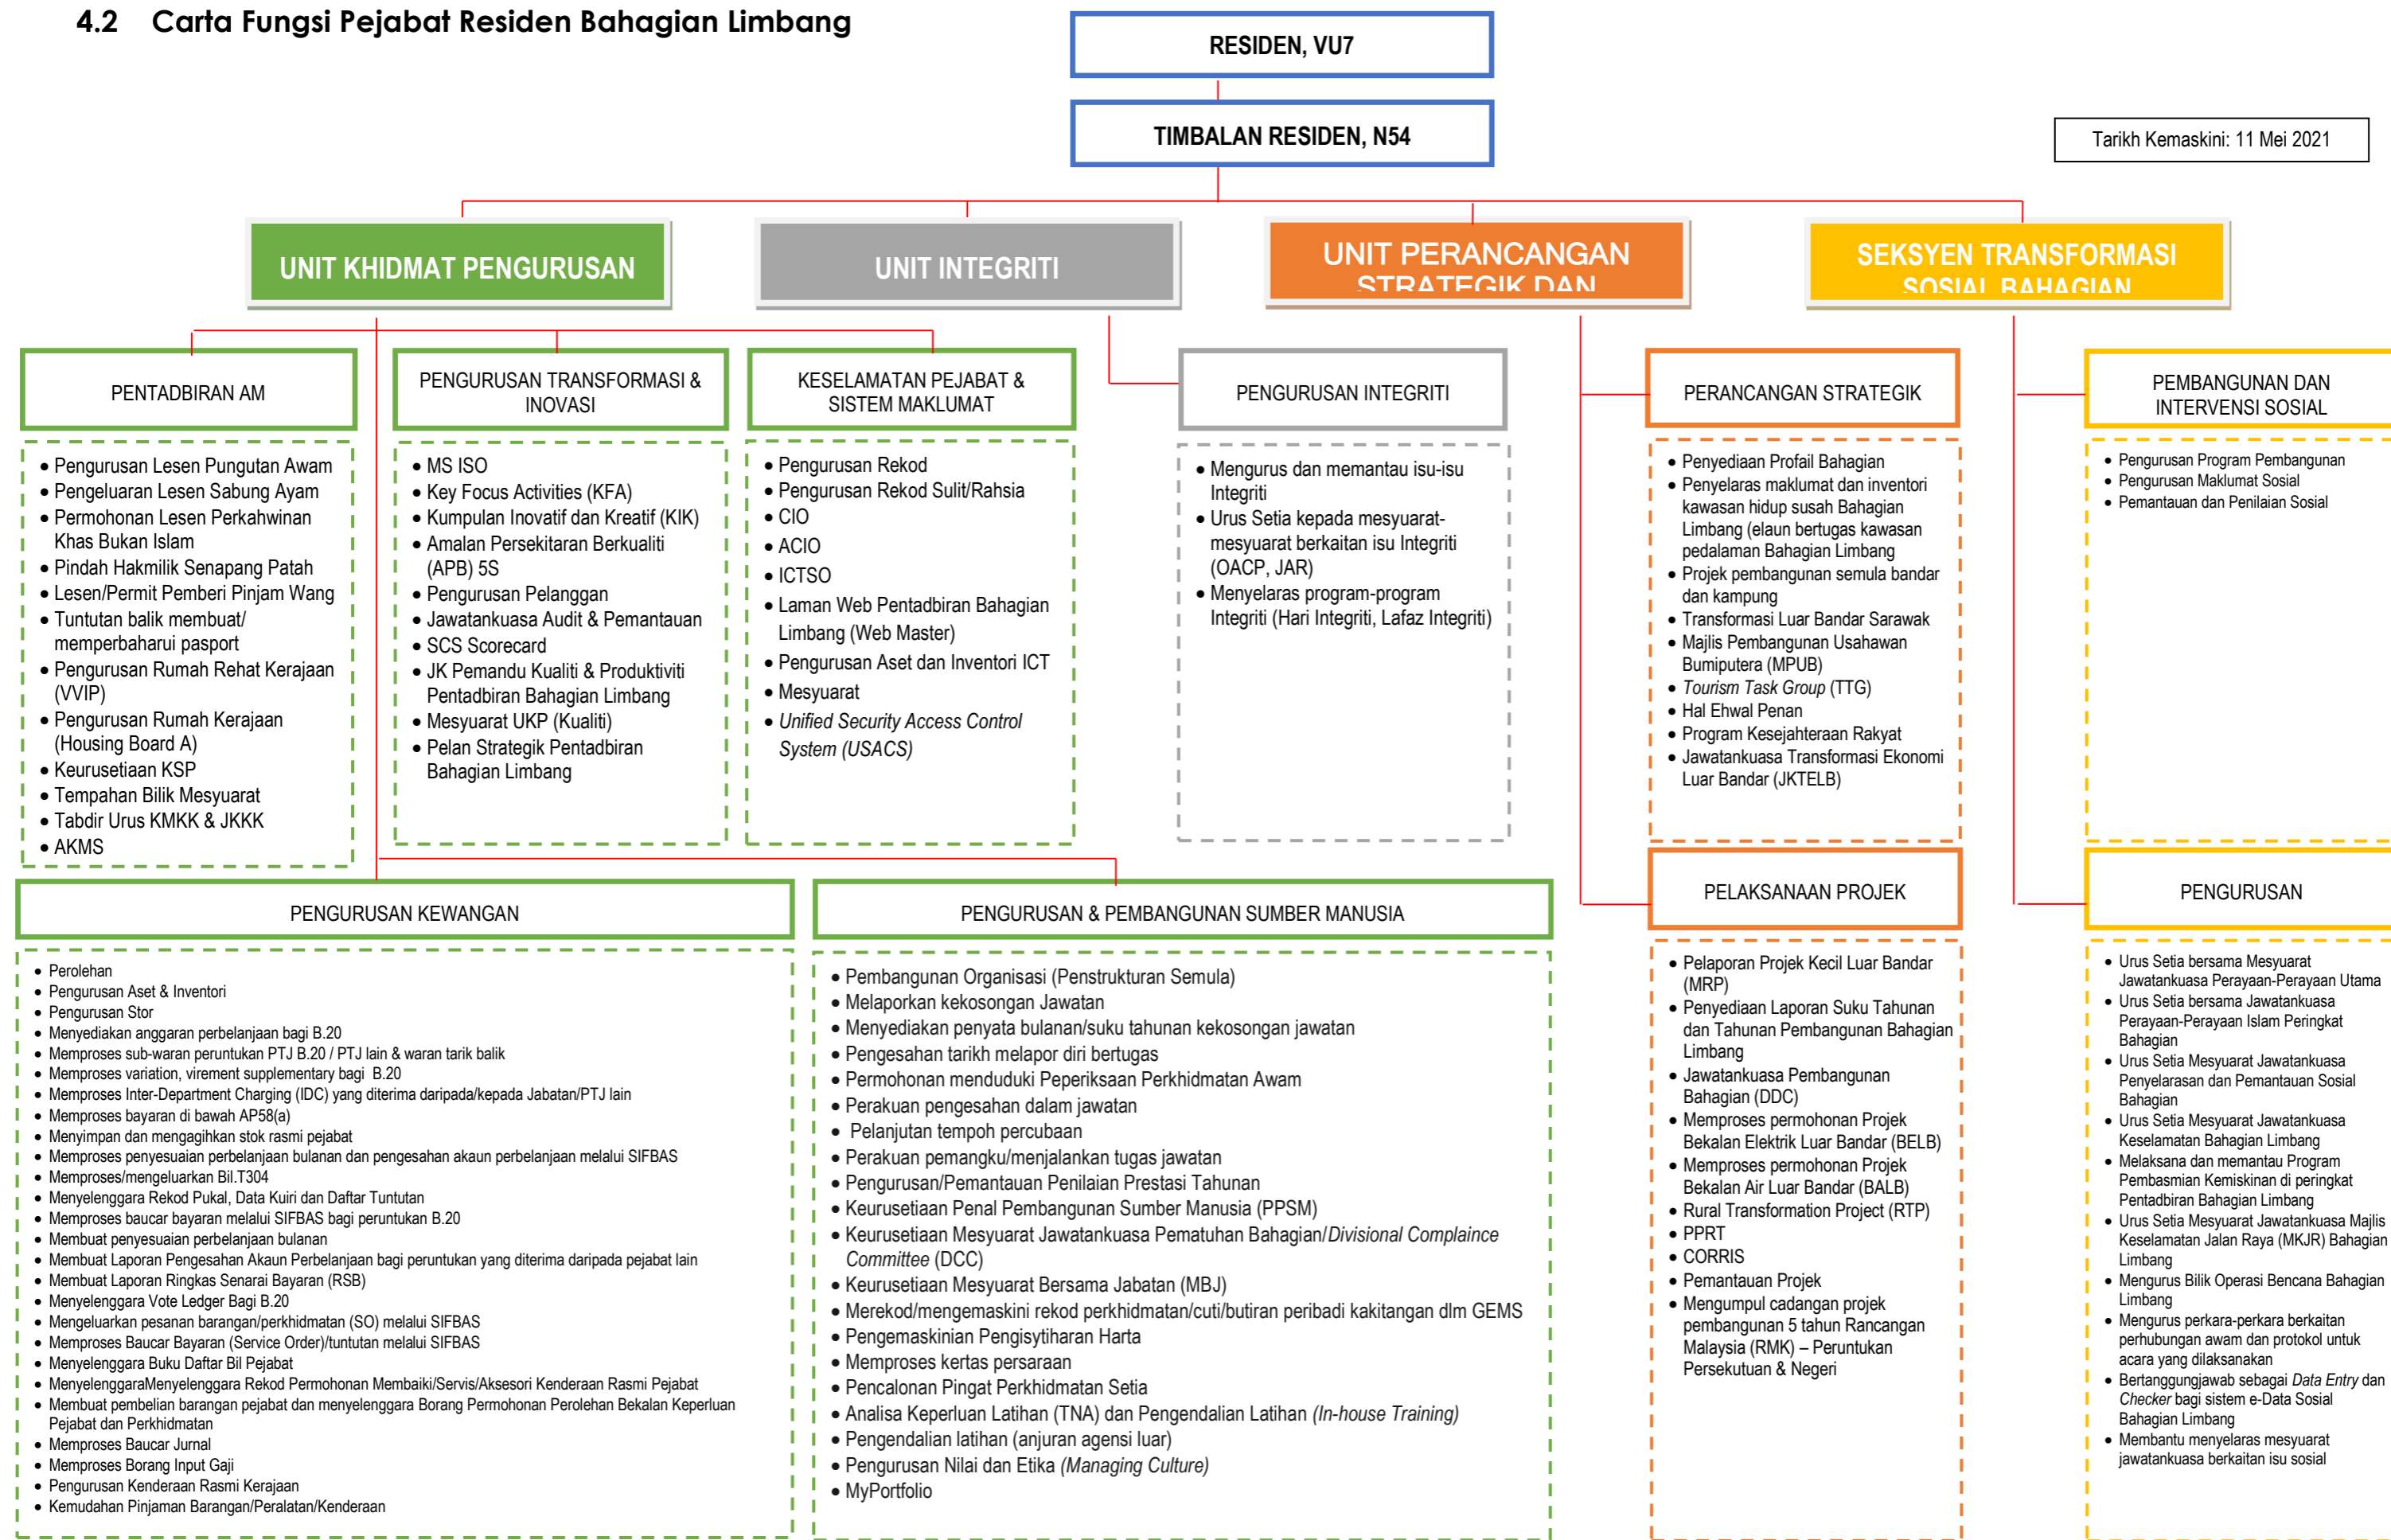 4.2 Carta Fungsi Pejabat Residen Bahagian Limbang
RESIDEN, VU7
TIMBALAN RESIDEN, N54
Tarikh Kemaskini: 11 Mei 2021
UNIT KHIDMAT PENGURUSAN
UNIT INTEGRITI
UNIT PERANCANGAN
STRATEGIK DAN
SEKSYEN TRANSFORMASI
SOSIAL BAHAGIAN
PENTADBIRAN AM
• Pengurusan Lesen Pungutan Awam
• Pengeluaran Lesen Sabung Ayam
• Permohonan Lesen Perkahwinan
Khas Bukan Islam
• Pindah Hakmilik Senapang Patah
• Lesen/Permit Pemberi Pinjam Wang
• Tuntutan balik membuat/
memperbaharui pasport
• Pengurusan Rumah Rehat Kerajaan
(VVIP)
• Pengurusan Rumah Kerajaan
(Housing Board A)
• Keurusetiaan KSP
• Tempahan Bilik Mesyuarat
• Tabdir Urus KMKK & JKKK
• AKMS
PENGURUSAN TRANSFORMASI &
INOVASI
• MS ISO
• Key Focus Activities (KFA)
• Kumpulan Inovatif dan Kreatif (KIK)
• Amalan Persekitaran Berkualiti
(APB) 5S
• Pengurusan Pelanggan
• Jawatankuasa Audit & Pemantauan
• SCS Scorecard
• JK Pemandu Kualiti & Produktiviti
Pentadbiran Bahagian Limbang
• Mesyuarat UKP (Kualiti)
• Pelan Strategik Pentadbiran
Bahagian Limbang
KESELAMATAN PEJABAT &
SISTEM MAKLUMAT
• Pengurusan Rekod
• Pengurusan Rekod Sulit/Rahsia
• CIO
• ACIO
• ICTSO
• Laman Web Pentadbiran Bahagian
Limbang (Web Master)
• Pengurusan Aset dan Inventori ICT
• Mesyuarat
• Unified Security Access Control
System (USACS)
PENGURUSAN INTEGRITI
• Mengurus dan memantau isu-isu
Integriti
• Urus Setia kepada mesyuarat-
mesyuarat berkaitan isu Integriti
(OACP, JAR)
• Menyelaras program-program
Integriti (Hari Integriti, Lafaz Integriti)
PERANCANGAN STRATEGIK
• Penyediaan Profail Bahagian
• Penyelaras maklumat dan inventori
kawasan hidup susah Bahagian
Limbang (elaun bertugas kawasan
pedalaman Bahagian Limbang
• Projek pembangunan semula bandar
dan kampung
• Transformasi Luar Bandar Sarawak
• Majlis Pembangunan Usahawan
Bumiputera (MPUB)
• Tourism Task Group (TTG)
• Hal Ehwal Penan
• Program Kesejahteraan Rakyat
• Jawatankuasa Transformasi Ekonomi
Luar Bandar (JKTELB)
PEMBANGUNAN DAN
INTERVENSI SOSIAL
• Pengurusan Program Pembangunan
• Pengurusan Maklumat Sosial
• Pemantauan dan Penilaian Sosial
PENGURUSAN KEWANGAN
• Perolehan
• Pengurusan Aset & Inventori
• Pengurusan Stor
• Menyediakan anggaran perbelanjaan bagi B.20
• Memproses sub-waran peruntukan PTJ B.20 / PTJ lain & waran tarik balik
• Memproses variation, virement supplementary bagi B.20
• Memproses Inter-Department Charging (IDC) yang diterima daripada/kepada Jabatan/PTJ lain
• Memproses bayaran di bawah AP58(a)
• Menyimpan dan mengagihkan stok rasmi pejabat
• Memproses penyesuaian perbelanjaan bulanan dan pengesahan akaun perbelanjaan melalui SIFBAS
• Memproses/mengeluarkan Bil.T304
• Menyelenggara Rekod Pukal, Data Kuiri dan Daftar Tuntutan
• Memproses baucar bayaran melalui SIFBAS bagi peruntukan B.20
• Membuat penyesuaian perbelanjaan bulanan
• Membuat Laporan Pengesahan Akaun Perbelanjaan bagi peruntukan yang diterima daripada pejabat lain
• Membuat Laporan Ringkas Senarai Bayaran (RSB)
• Menyelenggara Vote Ledger Bagi B.20
• Mengeluarkan pesanan barangan/perkhidmatan (SO) melalui SIFBAS
• Memproses Baucar Bayaran (Service Order)/tuntutan melalui SIFBAS
• Menyelenggara Buku Daftar Bil Pejabat
• MenyelenggaraMenyelenggara Rekod Permohonan Membaiki/Servis/Aksesori Kenderaan Rasmi Pejabat
• Membuat pembelian barangan pejabat dan menyelenggara Borang Permohonan Perolehan Bekalan Keperluan
Pejabat dan Perkhidmatan
• Memproses Baucar Jurnal
• Memproses Borang Input Gaji
• Pengurusan Kenderaan Rasmi Kerajaan
• Kemudahan Pinjaman Barangan/Peralatan/Kenderaan
PENGURUSAN & PEMBANGUNAN SUMBER MANUSIA
• Pembangunan Organisasi (Penstrukturan Semula)
• Melaporkan kekosongan Jawatan
• Menyediakan penyata bulanan/suku tahunan kekosongan jawatan
• Pengesahan tarikh melapor diri bertugas
• Permohonan menduduki Peperiksaan Perkhidmatan Awam
• Perakuan pengesahan dalam jawatan
• Pelanjutan tempoh percubaan
• Perakuan pemangku/menjalankan tugas jawatan
• Pengurusan/Pemantauan Penilaian Prestasi Tahunan
• Keurusetiaan Penal Pembangunan Sumber Manusia (PPSM)
• Keurusetiaan Mesyuarat Jawatankuasa Pematuhan Bahagian/Divisional Complaince
Committee (DCC)
• Keurusetiaan Mesyuarat Bersama Jabatan (MBJ)
• Merekod/mengemaskini rekod perkhidmatan/cuti/butiran peribadi kakitangan dlm GEMS
• Pengemaskinian Pengisytiharan Harta
• Memproses kertas persaraan
• Pencalonan Pingat Perkhidmatan Setia
• Analisa Keperluan Latihan (TNA) dan Pengendalian Latihan (In-house Training)
• Pengendalian latihan (anjuran agensi luar)
• Pengurusan Nilai dan Etika (Managing Culture)
• MyPortfolio
PELAKSANAAN PROJEK
• Pelaporan Projek Kecil Luar Bandar
(MRP)
• Penyediaan Laporan Suku Tahunan
dan Tahunan Pembangunan Bahagian
Limbang
• Jawatankuasa Pembangunan
Bahagian (DDC)
• Memproses permohonan Projek
Bekalan Elektrik Luar Bandar (BELB)
• Memproses permohonan Projek
Bekalan Air Luar Bandar (BALB)
• Rural Transformation Project (RTP)
• PPRT
• CORRIS
• Pemantauan Projek
• Mengumpul cadangan projek
pembangunan 5 tahun Rancangan
Malaysia (RMK) – Peruntukan
Persekutuan & Negeri
PENGURUSAN
• Urus Setia bersama Mesyuarat
Jawatankuasa Perayaan-Perayaan Utama
• Urus Setia bersama Jawatankuasa
Perayaan-Perayaan Islam Peringkat
Bahagian
• Urus Setia Mesyuarat Jawatankuasa
Penyelarasan dan Pemantauan Sosial
Bahagian
• Urus Setia Mesyuarat Jawatankuasa
Keselamatan Bahagian Limbang
• Melaksana dan memantau Program
Pembasmian Kemiskinan di peringkat
Pentadbiran Bahagian Limbang
• Urus Setia Mesyuarat Jawatankuasa Majlis
Keselamatan Jalan Raya (MKJR) Bahagian
Limbang
• Mengurus Bilik Operasi Bencana Bahagian
Limbang
• Mengurus perkara-perkara berkaitan
perhubungan awam dan protokol untuk
acara yang dilaksanakan
• Bertanggungjawab sebagai Data Entry dan
Checker bagi sistem e-Data Sosial
Bahagian Limbang
• Membantu menyelaras mesyuarat
jawatankuasa berkaitan isu sosial